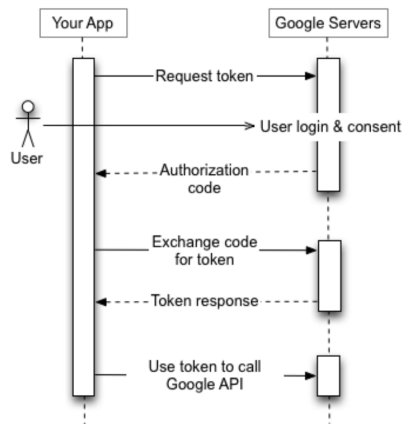 Your App
Google Servers
Request token
User login & consent
User
Authorization
code
Exchange code
for token
Token response
Use token to call
Google API